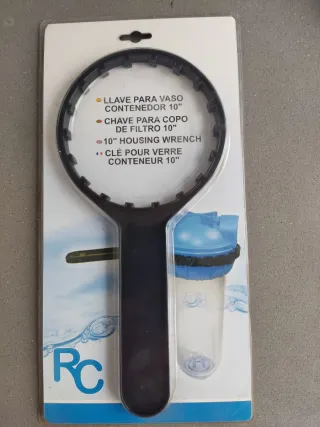 LLAVE PARA VASO
CONTENEDOR 10"
CHAVE PARA COPO
DE FILTRO 10"
10" HOUSING WRENCH
CLÉ POUR VERRE
CONTENEUR 10"
RC